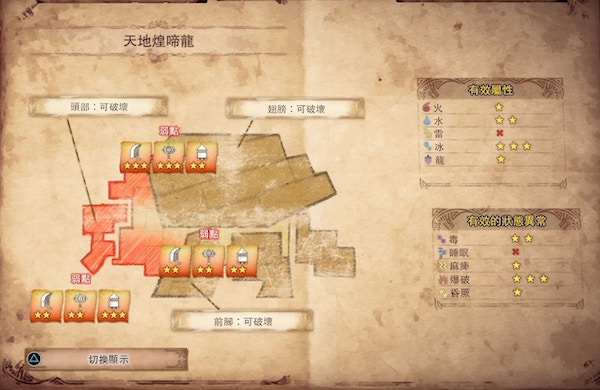 天地煌啼龍
頭部：可破壞
翅膀：可破壞
弱點
弱點
弱點
前腳：可破壞
切換顯示
有效屬性
火
水
雷
冰
龍
有效的狀態異常
毒
睡眠
麻痺
爆破
昏厥